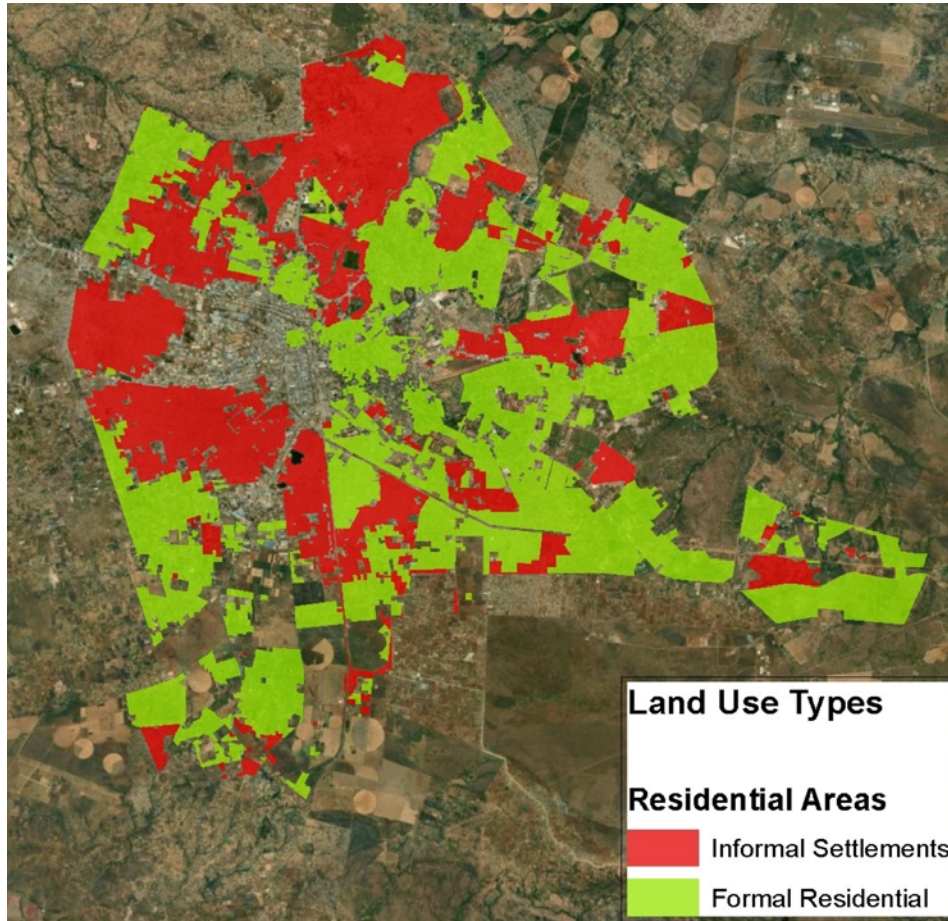 Land Use Types
Residential Areas
Informal Settlements
Formal Residential